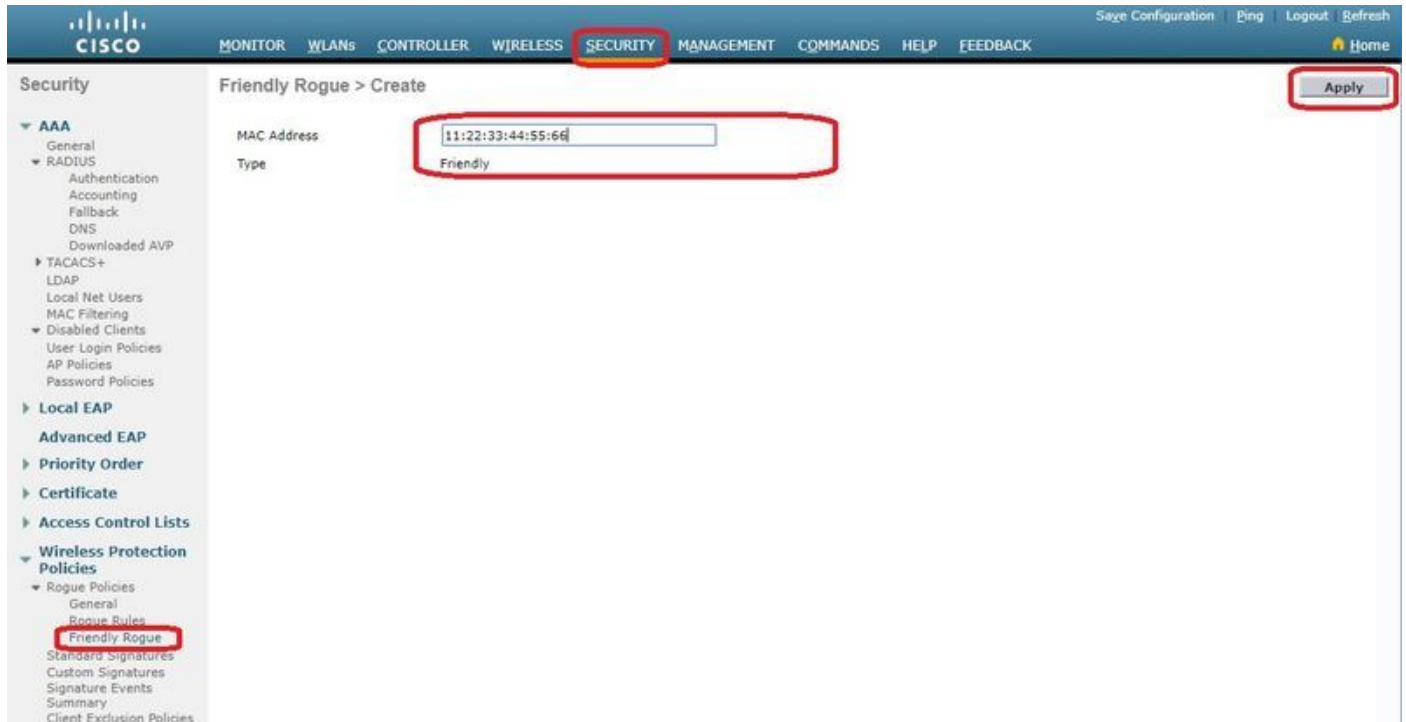 Save Configuration Ping Logout Refresh
CISCO MONITOR WLANs CONTROLLER WIRELESS SECURITY MANAGEMENT COMMANDS HELP FEEDBACK Home
Security
Friendly Rogue > Create
Apply
AAA
General
RADIUS
Authentication
Accounting
Fallback
DNS
Downloaded AVP
TACACS+
LDAP
Local Net Users
MAC Filtering
Disabled Clients
User Login Policies
AP Policies
Password Policies
Local EAP
Advanced EAP
Priority Order
Certificate
Access Control Lists
Wireless Protection
Policies
Rogue Policies
General
Rogue Rules
Friendly Rogue
Standard Signatures
Custom Signatures
Signature Events
Summary
Client Exclusion Policies
MAC Address 11:22:33:44:55:66
Type Friendly